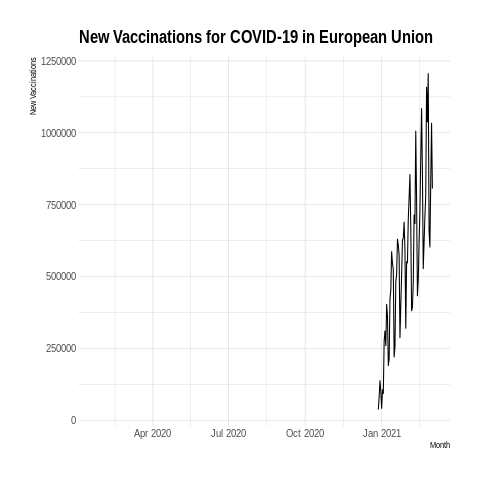 New Vaccinations for COVID-19 in European Union
New Vaccinations
1250000
1000000
750000
500000
250000
0
Apr 2020 Jul 2020 Oct 2020 Jan 2021
Month